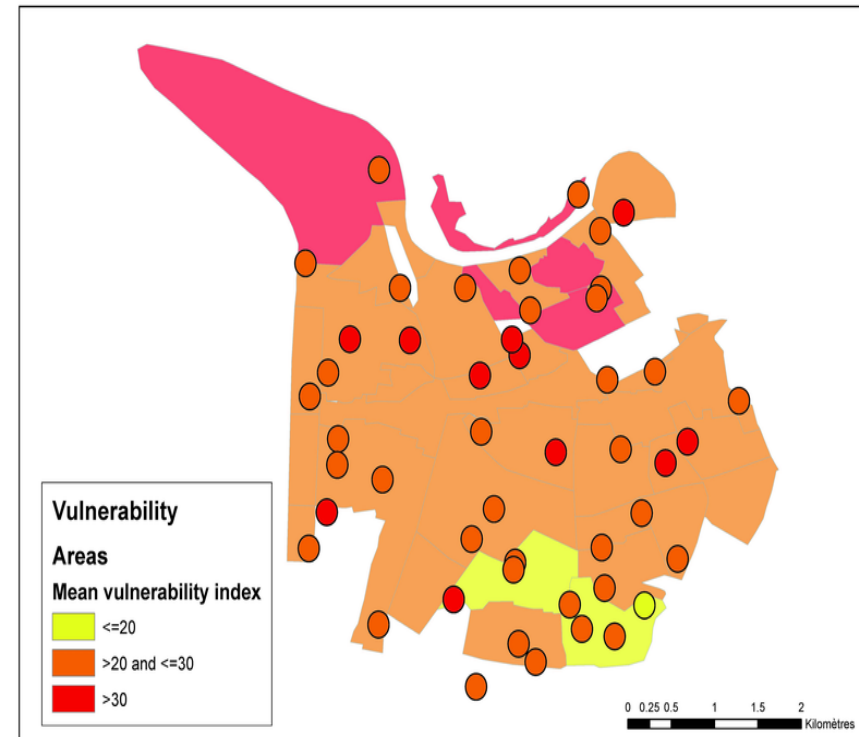 Vulnerability
Areas
Mean vulnerability index
<=20
>20 and <=30
>30
0 0.25 0.5 1 1.5 2
Kilomètres